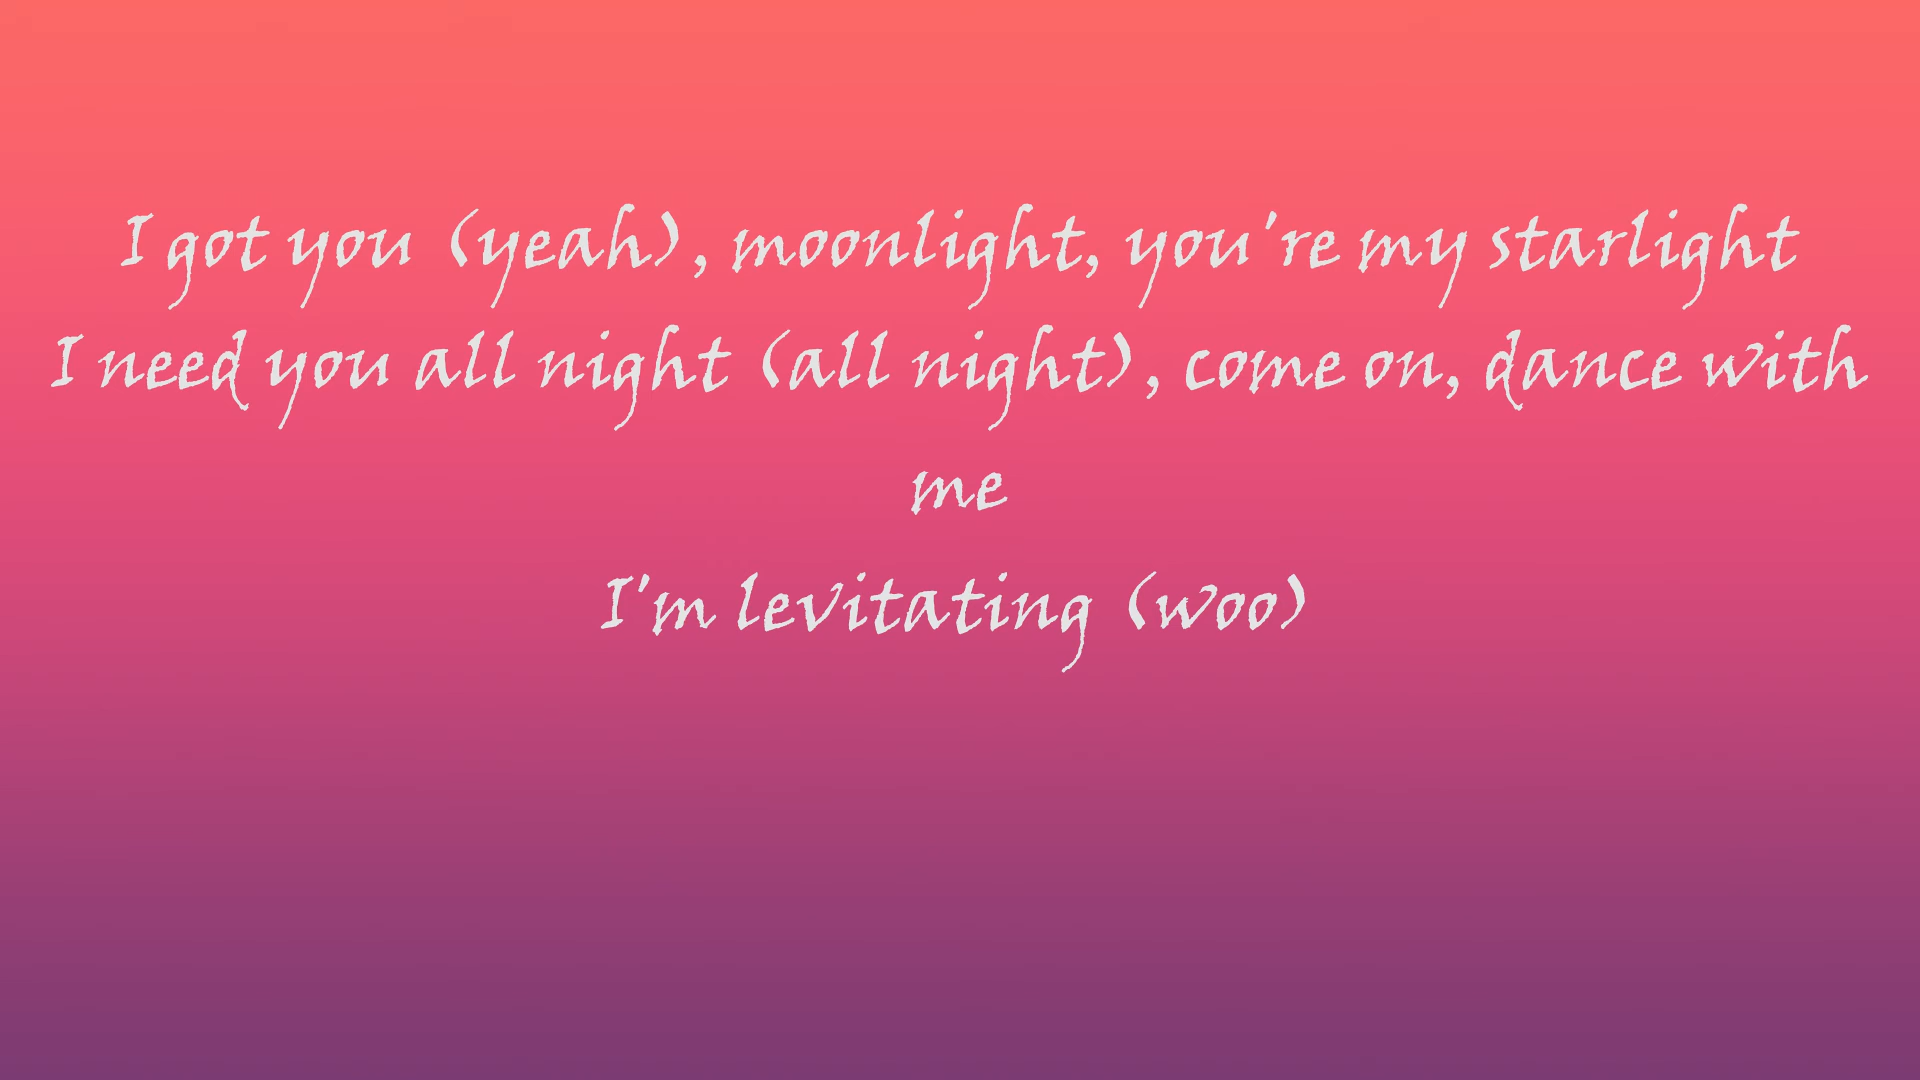 I got you (yeah), moonlight, you're my starlight
I need you all night (all night), come on, dance with
me
I'm levitating (woo)